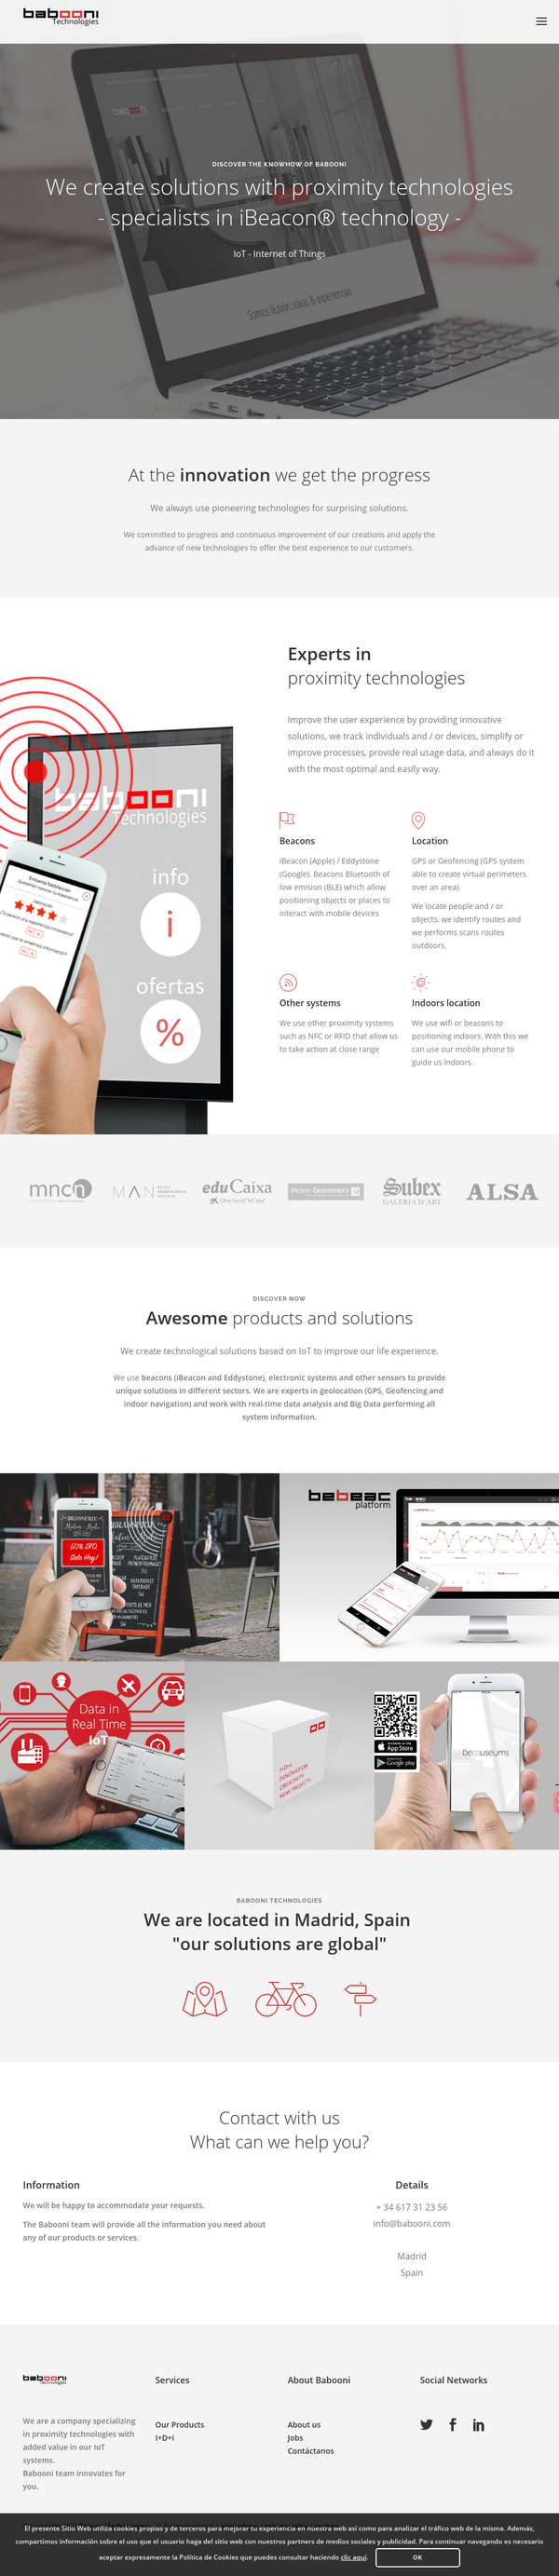 babooni
Technologies
DISCOVER THE KNOWHOW OF BABOONI
We create solutions with proximity technologies
- specialists in iBeacon® technology -
IoT - Internet of Things
Somos ilusión, ideas & experiencias
At the innovation we get the progress
We always use pioneering technologies for surprising solutions.
We committed to progress and continuous improvement of our creations and apply the
advance of new technologies to offer the best experience to our customers.
Experts in
proximity technologies
Improve the user experience by providing innovative
solutions, we track individuals and / or devices, simplify or
improve processes, provide real usage data, and always do it
with the most optimal and easily way.
babooni
Technologies
info
i
ofertas
%
Beacons
iBeacon (Apple) / Eddystone
(Google). Beacons Bluetooth of
low emision (BLE) which allow
positioning objects or places to
interact with mobile devices
Location
GPS or Geofencing (GPS system
able to create virtual perimeters
over an area).
We locate people and / or
objects, we identify routes and
we performs scans routes
outdoors.
Other systems
We use other proximity systems
such as NFC or RFID that allow us
to take action at close range
Indoors location
We use wifi or beacons to
positioning indoors. With this we
can use our mobile phone to
guide us indoors.
mncn
MAN
eduCaixa
Obra Social "la Caixa"
Subex
GALERIA D'ART
ALSA
DISCOVER NOW
Awesome products and solutions
We create technological solutions based on IoT to improve our life experience.
We use beacons (iBeacon and Eddystone), electronic systems and other sensors to provide
unique solutions in different sectors. We are experts in geolocation (GPS, Geofencing and
indoor navigation) and work with real-time data analysis and Big Data performing all
system information.
BRASSERIE
50% DTO.
Solo Hoy!
bebeac
platform
Data in
Real Time
IoT
I+D+i
INNOVATION
CREATIVITY
NEW PROJECTS
App Store
Google play
bemuseums
BABOONI TECHNOLOGIES
We are located in Madrid, Spain
"our solutions are global"
Contact with us
What can we help you?
Information
We will be happy to accommodate your requests.
The Babooni team will provide all the information you need about
any of our products or services.
Details
+ 34 617 31 23 56
info@babooni.com
Madrid
Spain
babooni
Technologies
We are a company specializing
in proximity technologies with
added value in our IoT
systems.
Babooni team innovates for
you.
Services
Our Products
I+D+i
About Babooni
About us
Jobs
Contáctanos
Social Networks
El presente Sitio Web utiliza cookies propias y de terceros para mejorar tu experiencia en nuestra web así como para analizar el tráfico web de la misma. Además,
compartimos información sobre el uso que el usuario haga del sitio web con nuestros partners de medios sociales y publicidad. Para continuar navegando es necesario
aceptar expresamente la Política de Cookies que puedes consultar haciendo clic aquí. OK